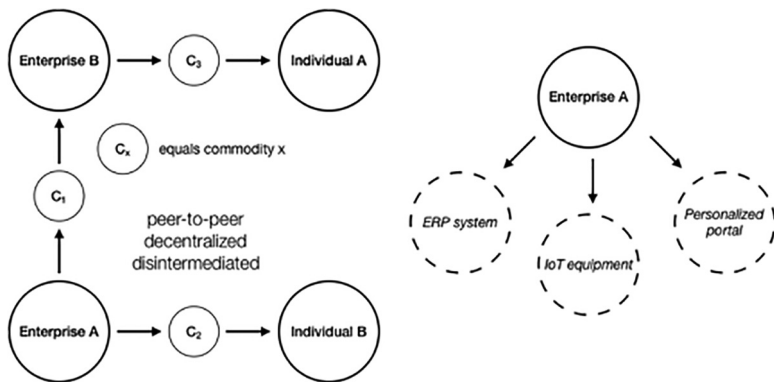 Enterprise B
C₃
Individual A
Cₓ
equals commodity x
C₁
peer-to-peer
decentralized
disintermediated
Enterprise A
C₂
Individual B
Enterprise A
ERP system
IoT equipment
Personalized
portal